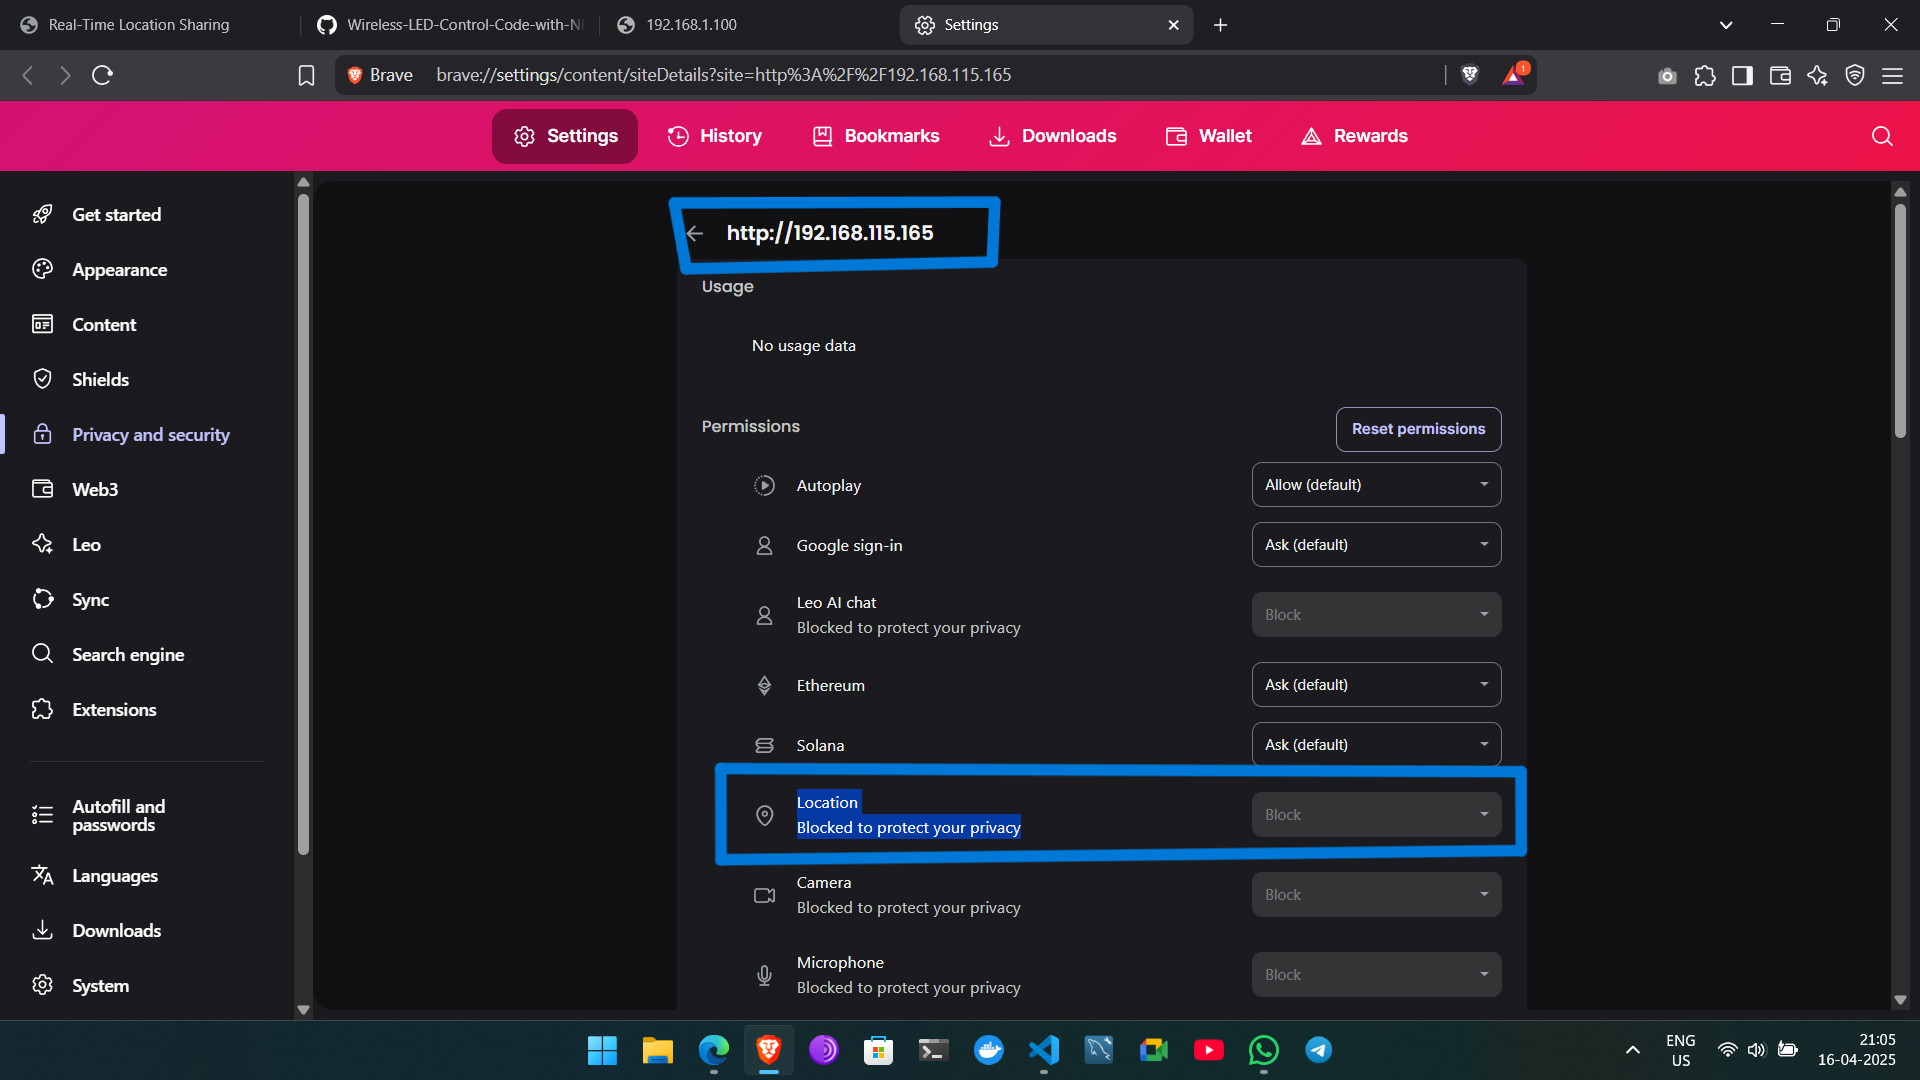 Real-Time Location Sharing
Wireless-LED-Control-Code-with-N
192.168.1.100
Settings
Brave
brave://settings/content/siteDetails?site=http%3A%2F%2F192.168.115.165
1
Settings
History
Bookmarks
Downloads
Wallet
Rewards
Get started
Appearance
Content
Shields
Privacy and security
Web3
Leo
Sync
Search engine
Extensions
Autofill and
passwords
Languages
Downloads
System
http://192.168.115.165
Usage
No usage data
Permissions
Reset permissions
Autoplay
Allow (default)
Google sign-in
Ask (default)
Leo AI chat
Blocked to protect your privacy
Block
Ethereum
Ask (default)
Solana
Ask (default)
Location
Blocked to protect your privacy
Block
Camera
Blocked to protect your privacy
Block
Microphone
Blocked to protect your privacy
Block
ENG
US
21:05
16-04-2025